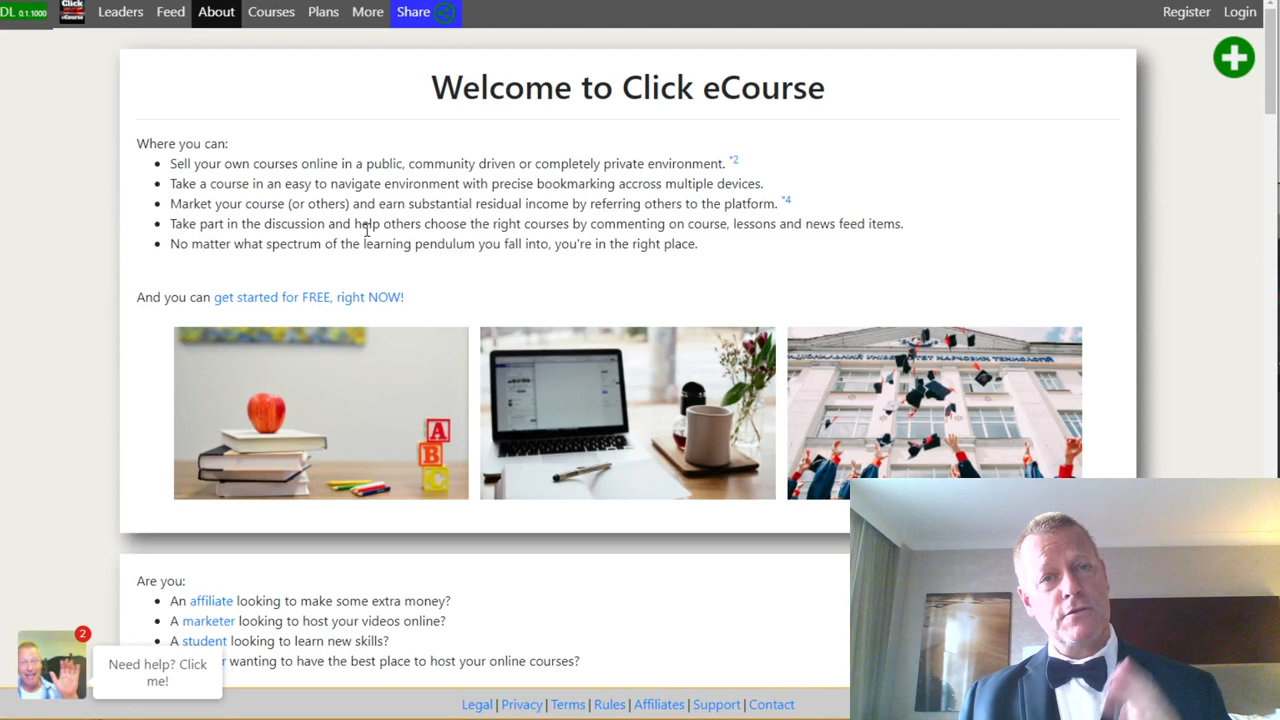 DL 0.1.1000
Click
eCourse
Leaders Feed About Courses Plans More Share Register Login
Welcome to Click eCourse
Where you can:
Sell your own courses online in a public, community driven or completely private environment. *2
Take a course in an easy to navigate environment with precise bookmarking accross multiple devices.
Market your course (or others) and earn substantial residual income by referring others to the platform. *4
Take part in the discussion and help others choose the right courses by commenting on course, lessons and news feed items.
No matter what spectrum of the learning pendulum you fall into, you're in the right place.
And you can get started for FREE, right NOW!
A
B
C
Are you:
An affiliate looking to make some extra money?
A marketer looking to host your videos online?
A student looking to learn new skills?
wanting to have the best place to host your online courses?
2
Need help? Click
me!
Legal | Privacy | Terms | Rules | Affiliates | Support | Contact